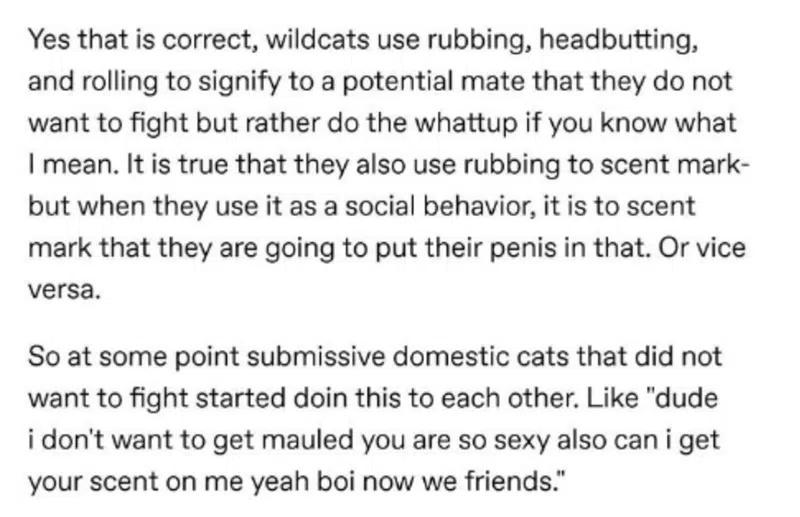 Yes that is correct, wildcats use rubbing, headbutting,
and rolling to signify to a potential mate that they do not
want to fight but rather do the whattup if you know what
I mean. It is true that they also use rubbing to scent mark-
but when they use it as a social behavior, it is to scent
mark that they are going to put their penis in that. Or vice
versa.
So at some point submissive domestic cats that did not
want to fight started doin this to each other. Like "dude
i don't want to get mauled you are so sexy also can i get
your scent on me yeah boi now we friends."